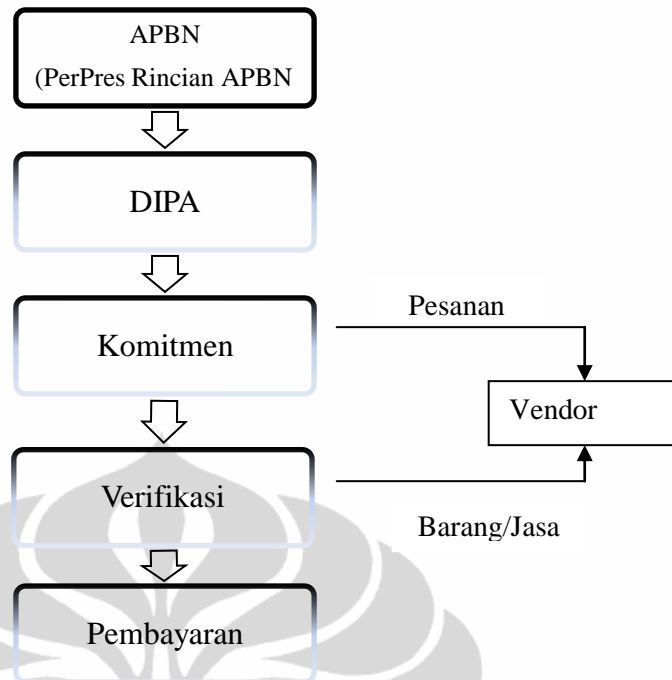 APBN
(PerPres Rincian APBN
DIPA
Komitmen
Pesanan
Vendor
Verifikasi
Barang/Jasa
Pembayaran